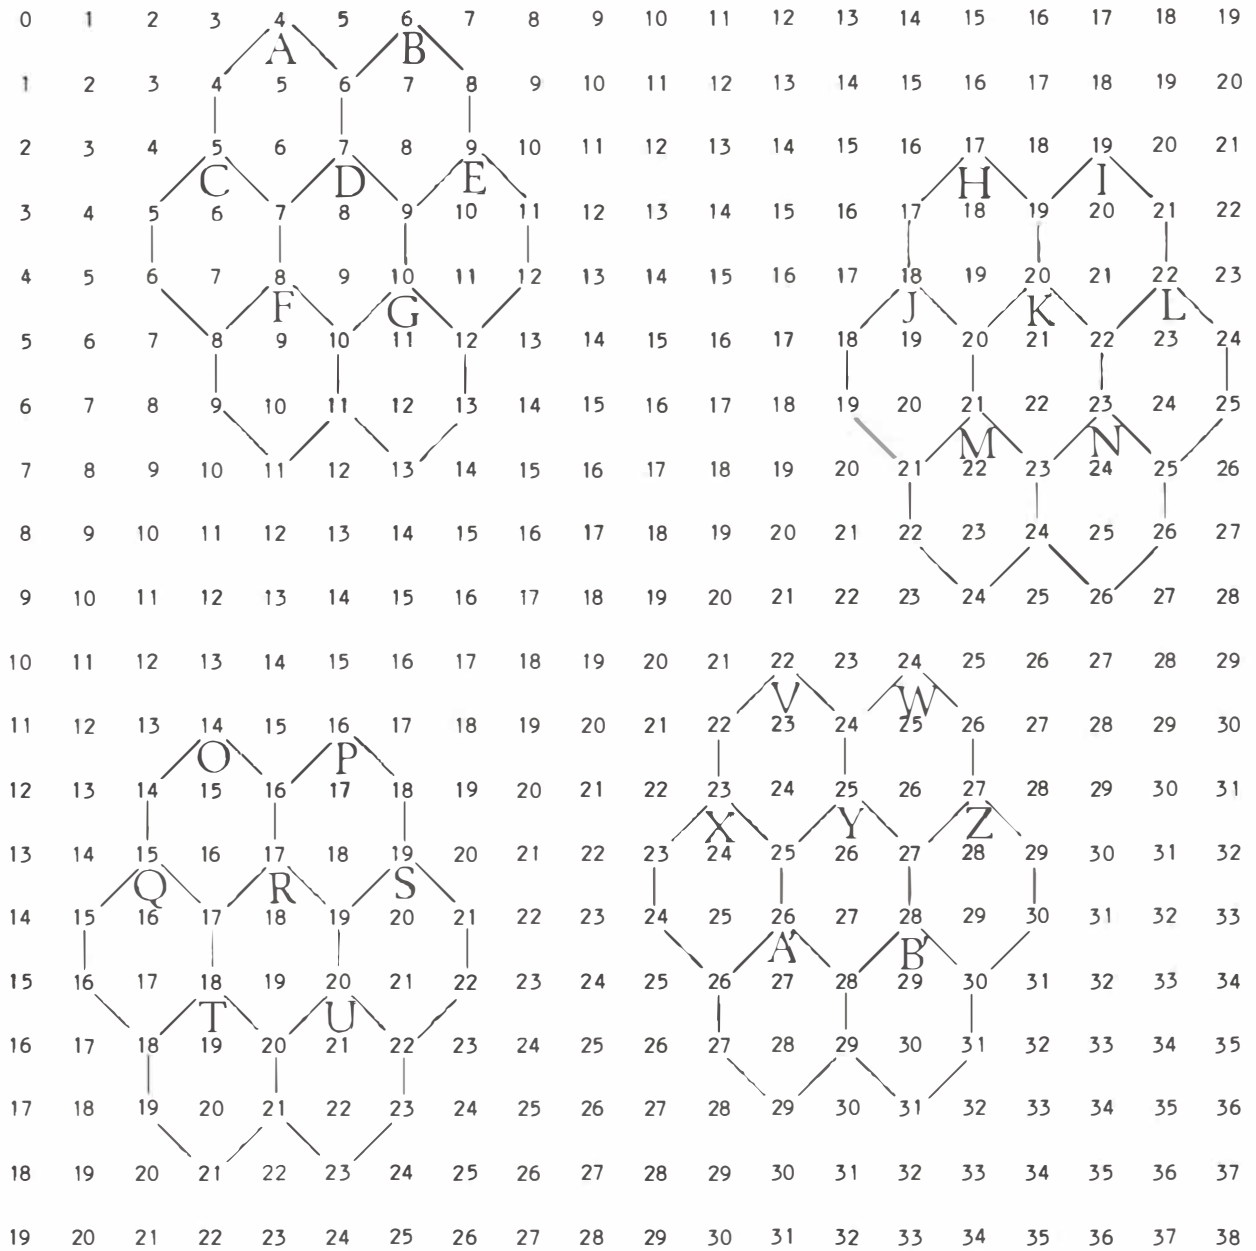 0 1 2 3 4 5 6 7 8 9 10 11 12 13 14 15 16 17 18 19
A B
1 2 3 4 5 6 7 8 9 10 11 12 13 14 15 16 17 18 19 20
2 3 4 5 6 7 8 9 10 11 12 13 14 15 16 17 18 19 20 21
C D E H I
3 4 5 6 7 8 9 10 11 12 13 14 15 16 17 18 19 20 21 22
4 5 6 7 8 9 10 11 12 13 14 15 16 17 18 19 20 21 22 23
F G J K L
5 6 7 8 9 10 11 12 13 14 15 16 17 18 19 20 21 22 23 24
6 7 8 9 10 11 12 13 14 15 16 17 18 19 20 21 22 23 24 25
M N
7 8 9 10 11 12 13 14 15 16 17 18 19 20 21 22 23 24 25 26
8 9 10 11 12 13 14 15 16 17 18 19 20 21 22 23 24 25 26 27
9 10 11 12 13 14 15 16 17 18 19 20 21 22 23 24 25 26 27 28
10 11 12 13 14 15 16 17 18 19 20 21 22 23 24 25 26 27 28 29
V W
11 12 13 14 15 16 17 18 19 20 21 22 23 24 25 26 27 28 29 30
O P
12 13 14 15 16 17 18 19 20 21 22 23 24 25 26 27 28 29 30 31
X Y Z
13 14 15 16 17 18 19 20 21 22 23 24 25 26 27 28 29 30 31 32
Q R S
14 15 16 17 18 19 20 21 22 23 24 25 26 27 28 29 30 31 32 33
A' B'
15 16 17 18 19 20 21 22 23 24 25 26 27 28 29 30 31 32 33 34
T U
16 17 18 19 20 21 22 23 24 25 26 27 28 29 30 31 32 33 34 35
17 18 19 20 21 22 23 24 25 26 27 28 29 30 31 32 33 34 35 36
18 19 20 21 22 23 24 25 26 27 28 29 30 31 32 33 34 35 36 37
19 20 21 22 23 24 25 26 27 28 29 30 31 32 33 34 35 36 37 38